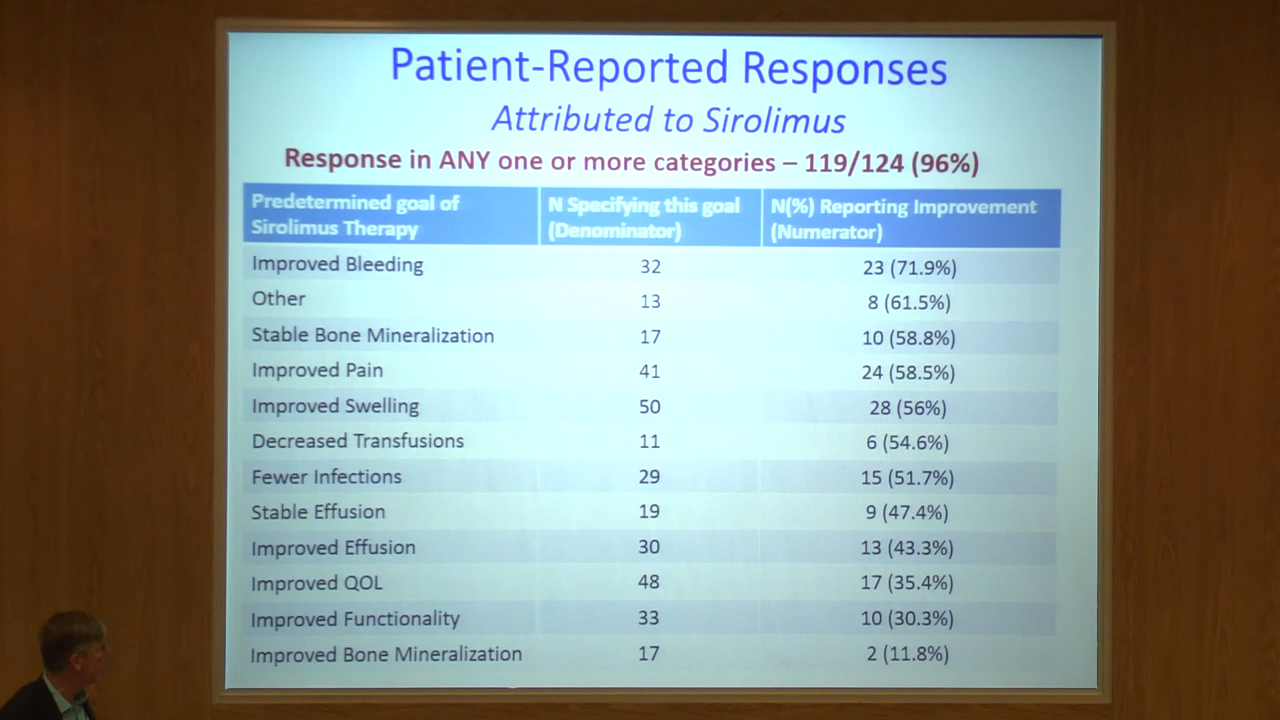 Patient-Reported Responses
Attributed to Sirolimus
Response in ANY one or more categories – 119/124 (96%)
Predetermined goal of Sirolimus Therapy | N Specifying this goal (Denominator) | N(%) Reporting Improvement (Numerator)
Improved Bleeding 32 23 (71.9%)
Other 13 8 (61.5%)
Stable Bone Mineralization 17 10 (58.8%)
Improved Pain 41 24 (58.5%)
Improved Swelling 50 28 (56%)
Decreased Transfusions 11 6 (54.6%)
Fewer Infections 29 15 (51.7%)
Stable Effusion 19 9 (47.4%)
Improved Effusion 30 13 (43.3%)
Improved QOL 48 17 (35.4%)
Improved Functionality 33 10 (30.3%)
Improved Bone Mineralization 17 2 (11.8%)